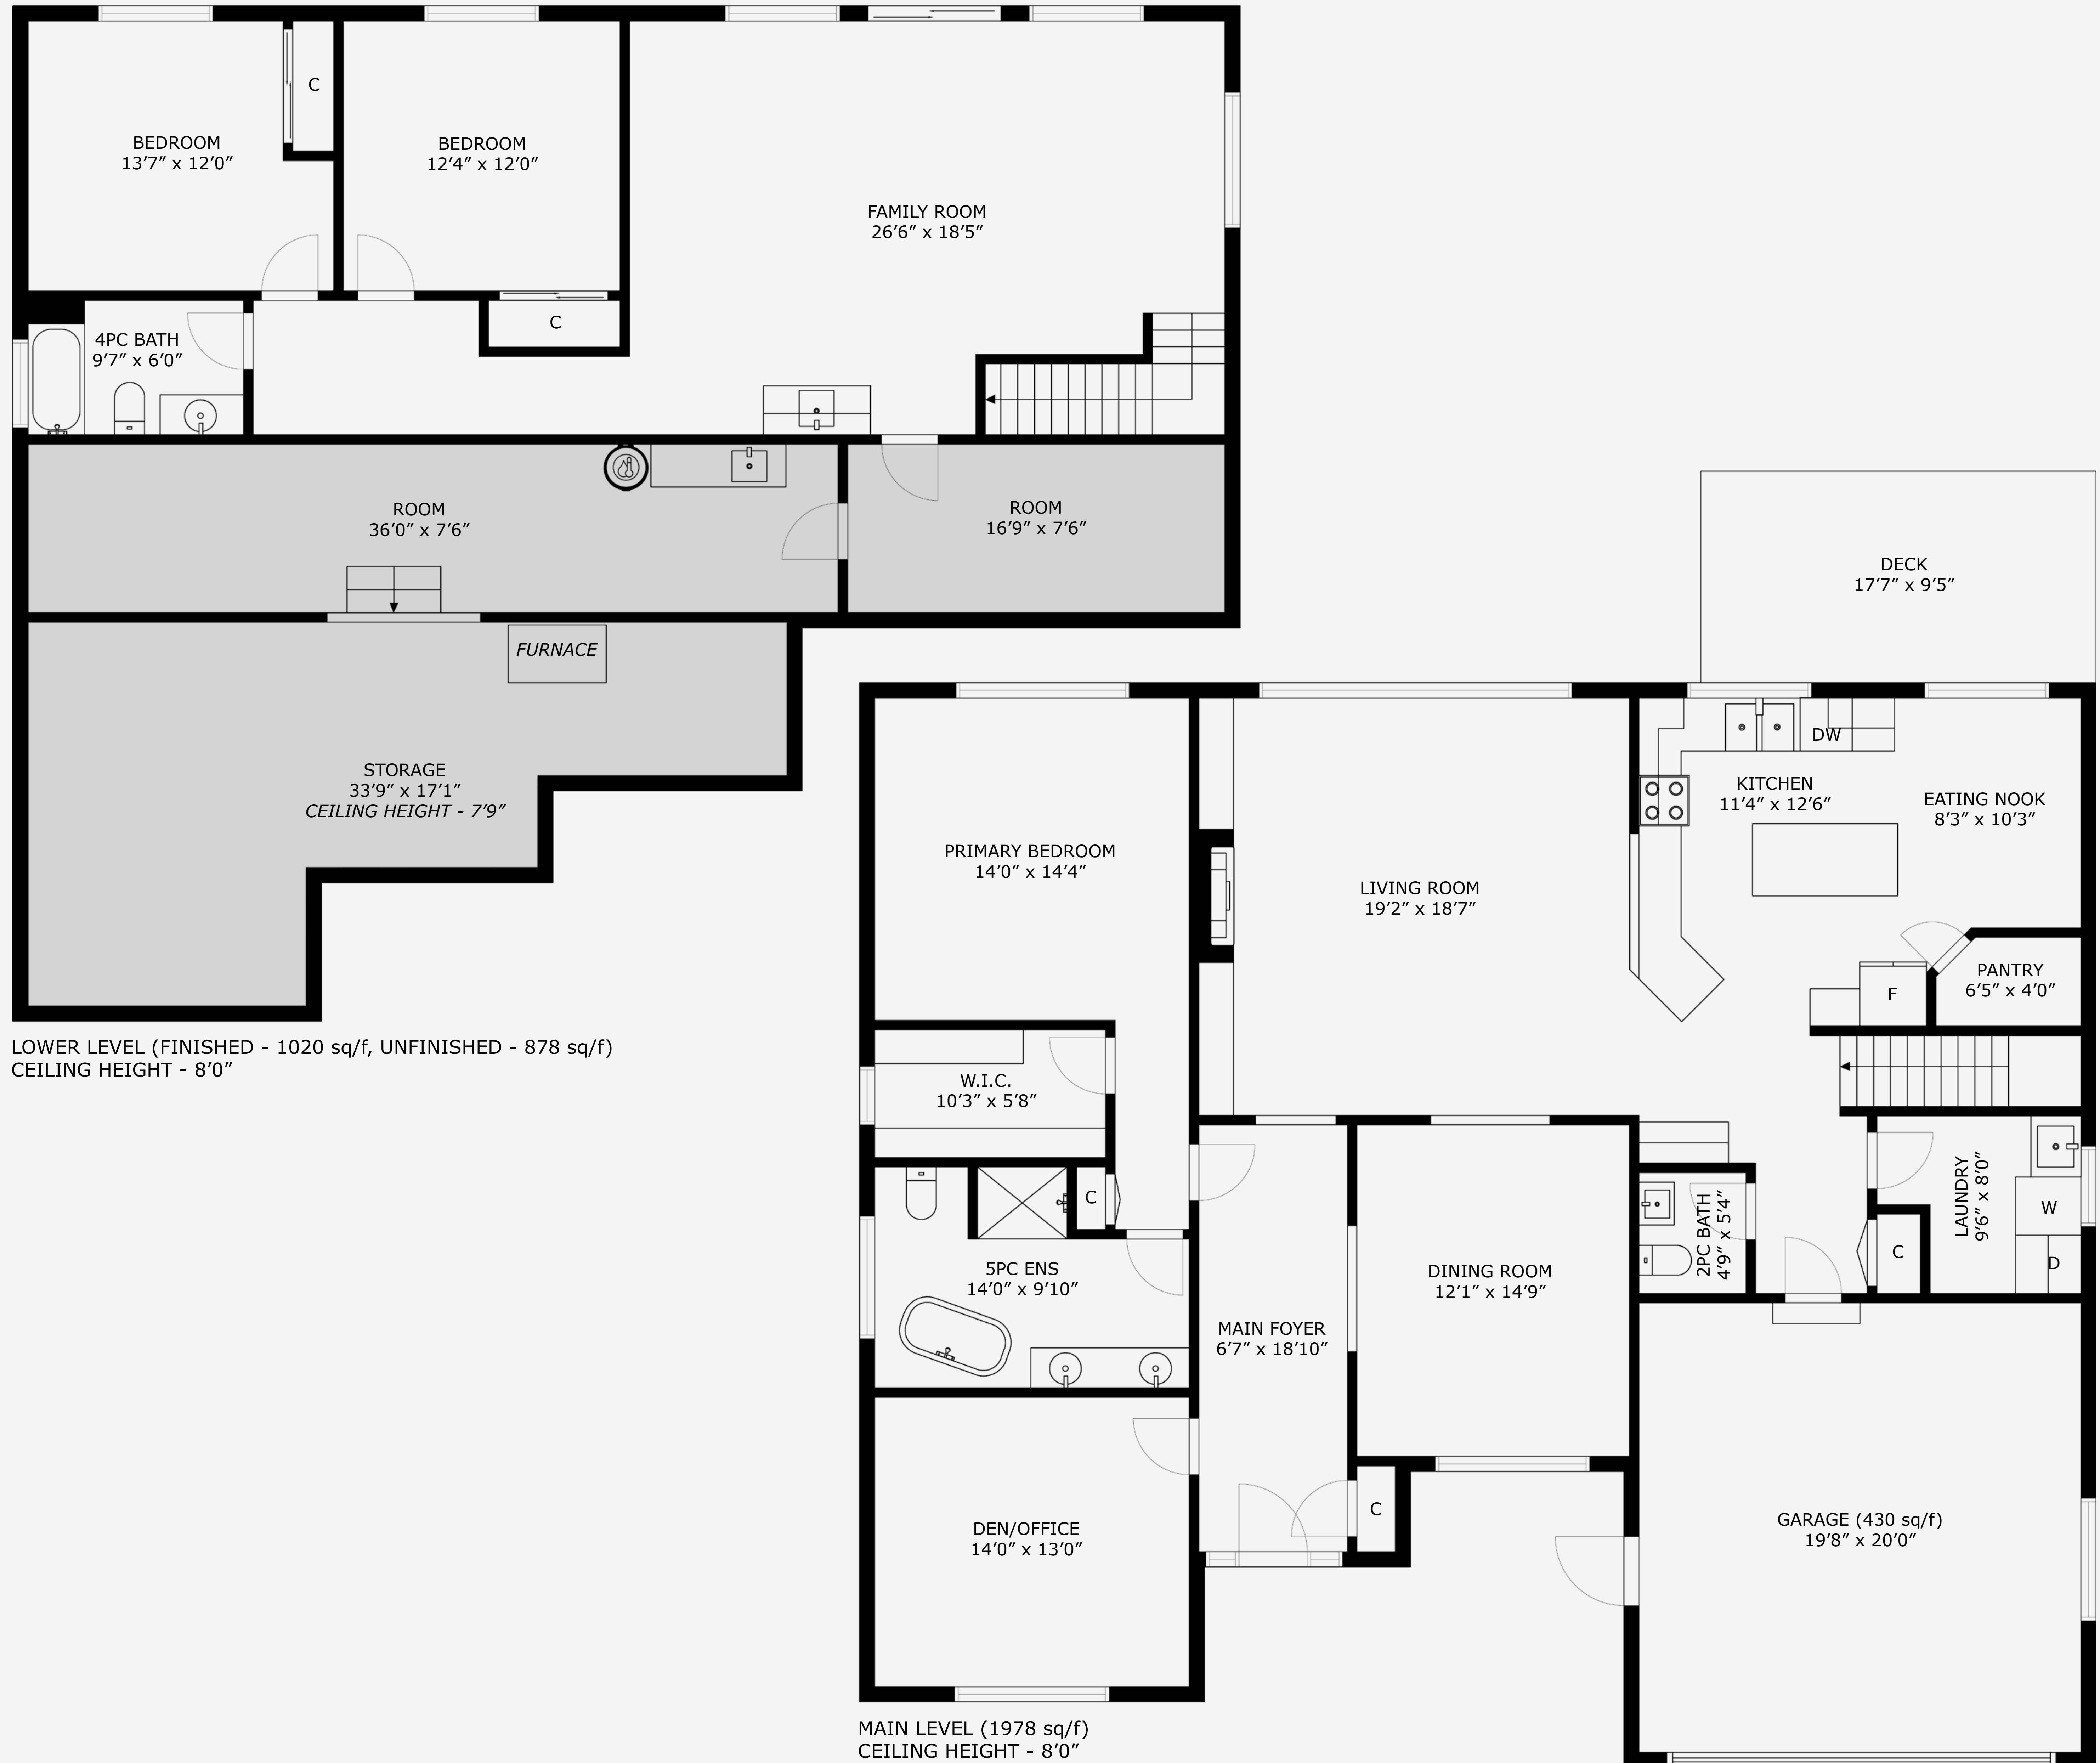 C
BEDROOM
13’7” x 12’0”
BEDROOM
12’4” x 12’0”
FAMILY ROOM
26’6” x 18’5”
C
4PC BATH
9’7” x 6’0”
ROOM
36’0” x 7’6”
ROOM
16’9” x 7’6”
FURNACE
STORAGE
33’9” x 17’1”
CEILING HEIGHT - 7’9”
LOWER LEVEL (FINISHED - 1020 sq/f, UNFINISHED - 878 sq/f)
CEILING HEIGHT - 8’0”
DECK
17’7” x 9’5”
DW
KITCHEN
11’4” x 12’6”
EATING NOOK
8’3” x 10’3”
PRIMARY BEDROOM
14’0” x 14’4”
LIVING ROOM
19’2” x 18’7”
PANTRY
6’5” x 4’0”
F
W.I.C.
10’3” x 5’8”
C
5PC ENS
14’0” x 9’10”
MAIN FOYER
6’7” x 18’10”
DINING ROOM
12’1” x 14’9”
2PC BATH
4’9” x 5’4”
LAUNDRY
9’6” x 8’0”
W
D
C
C
DEN/OFFICE
14’0” x 13’0”
GARAGE (430 sq/f)
19’8” x 20’0”
MAIN LEVEL (1978 sq/f)
CEILING HEIGHT - 8’0”